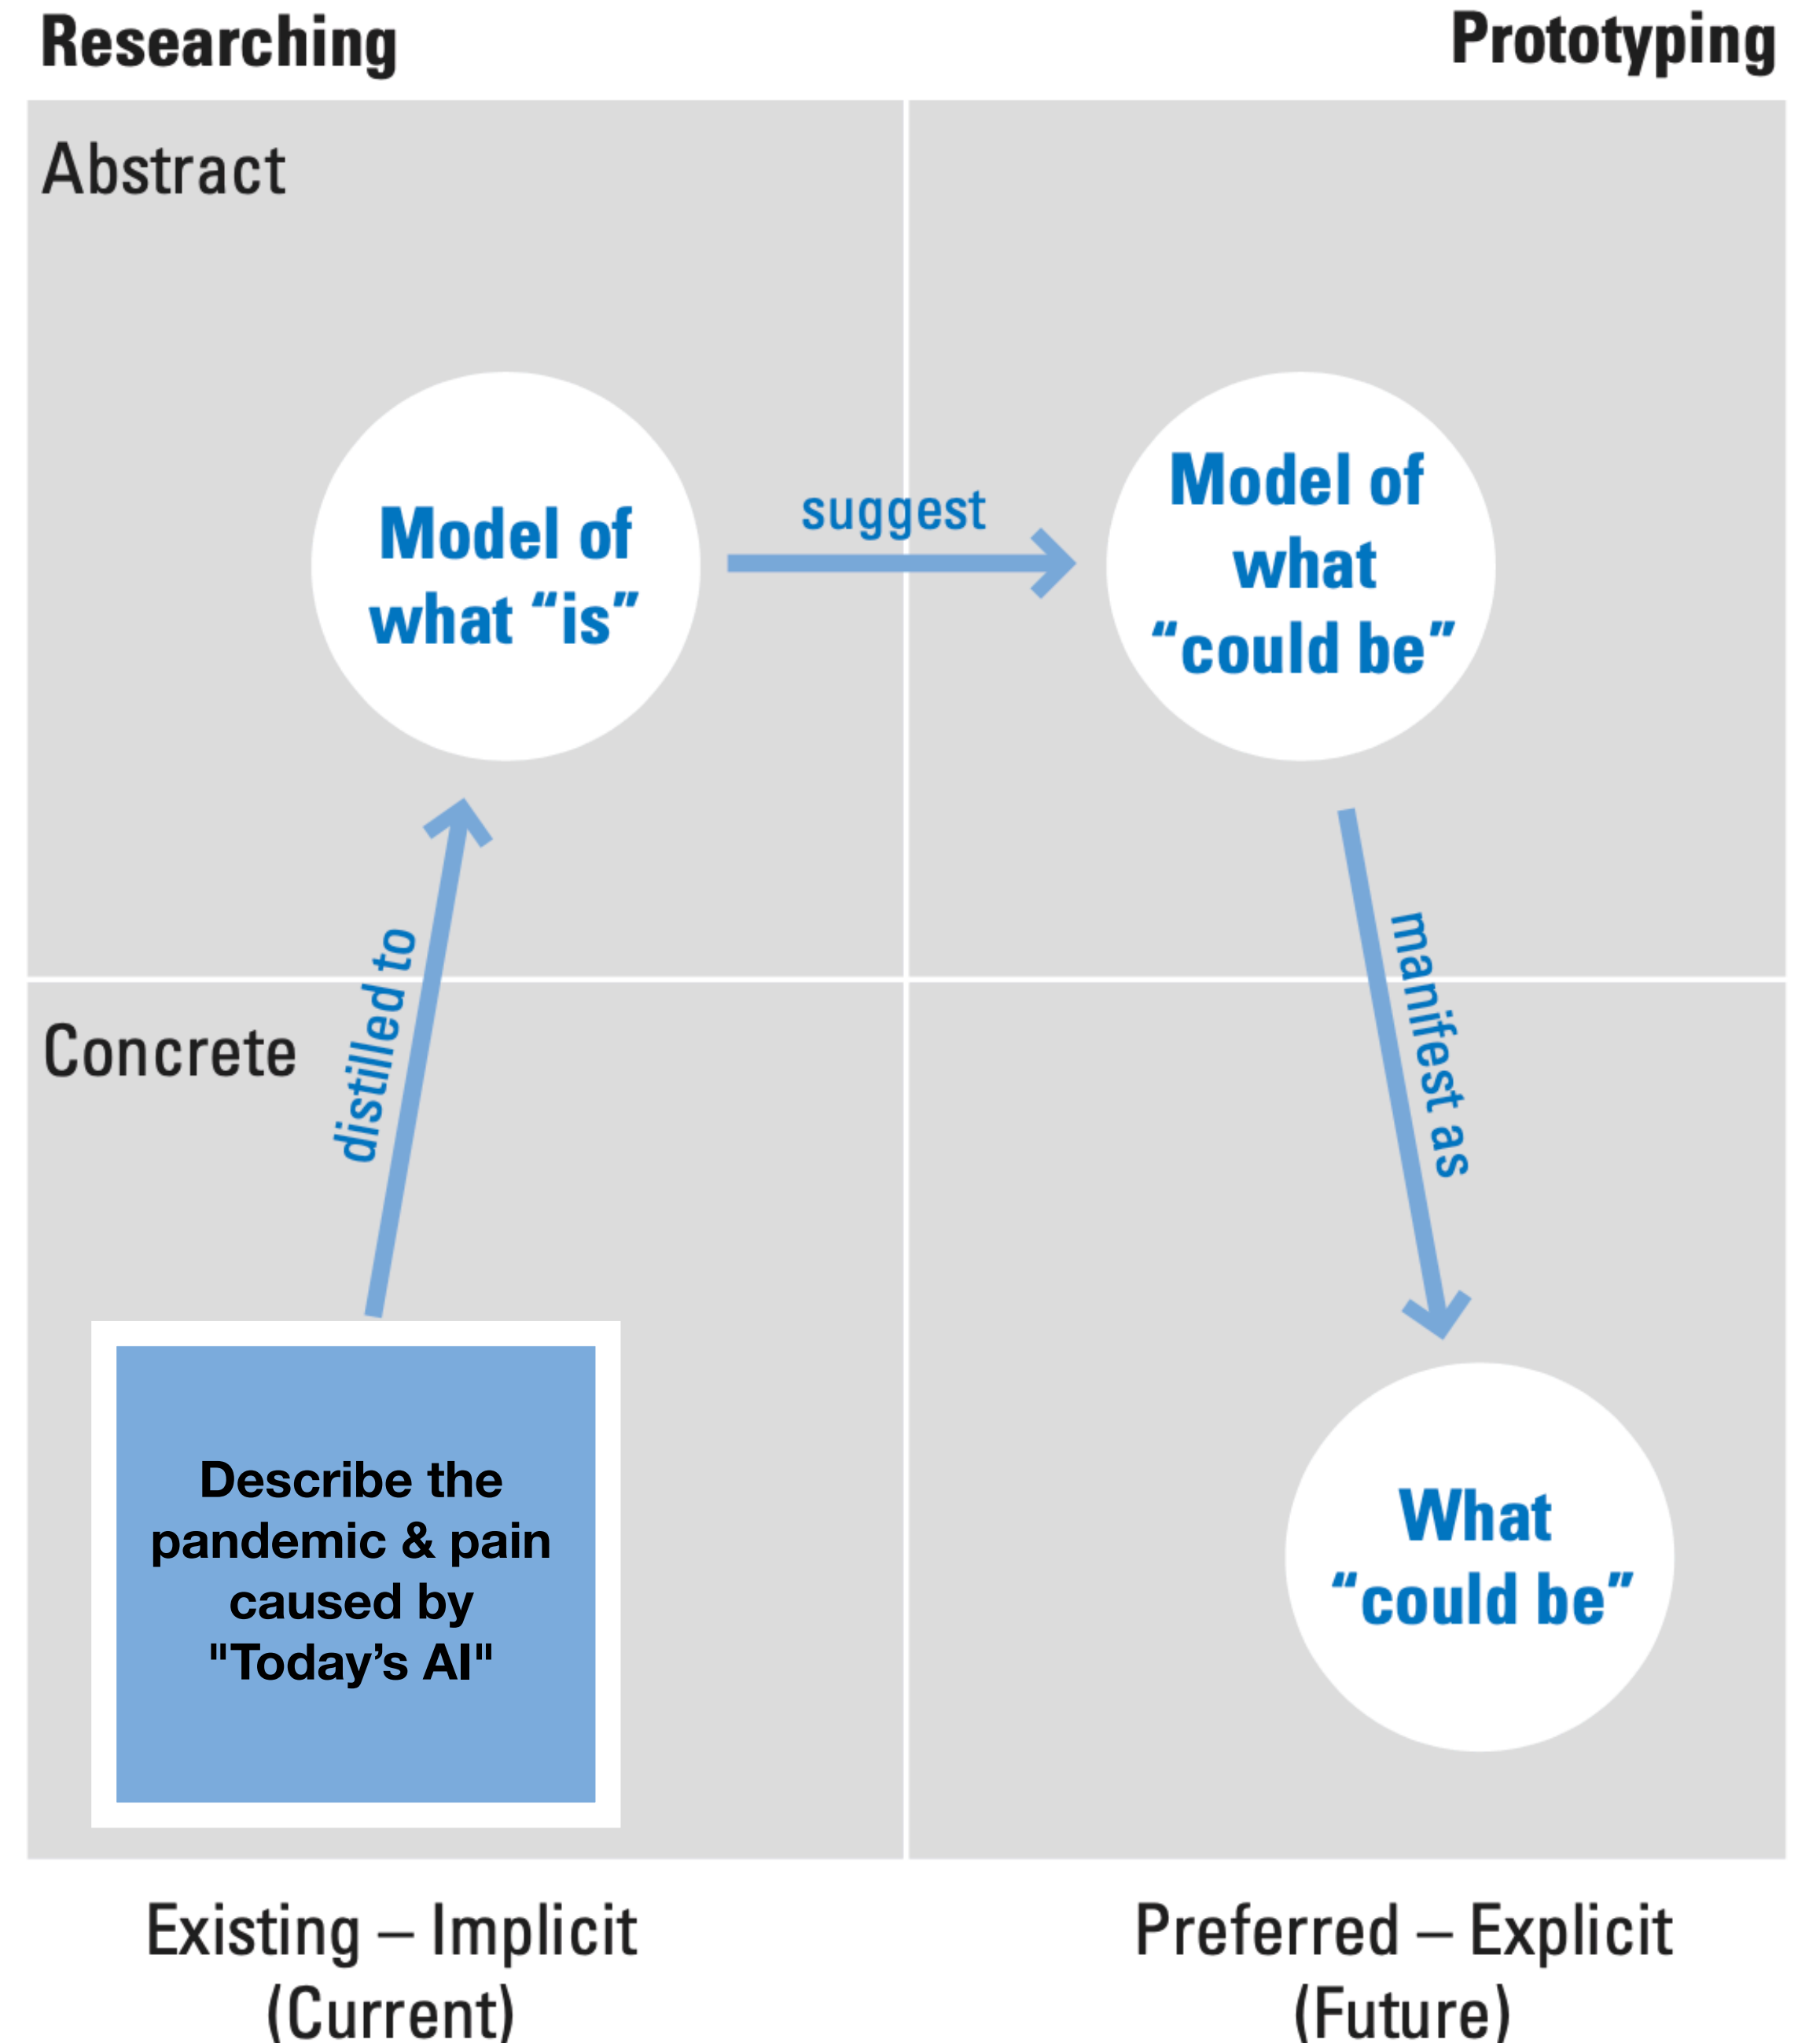 Researching
Prototyping
Abstract
Model of
what “is”
suggest
Model of
what
“could be”
distilled to
manifest as
Concrete
Describe the
pandemic & pain
caused by
"Today’s AI"
What
“could be”
Existing – Implicit
(Current)
Preferred – Explicit
(Future)